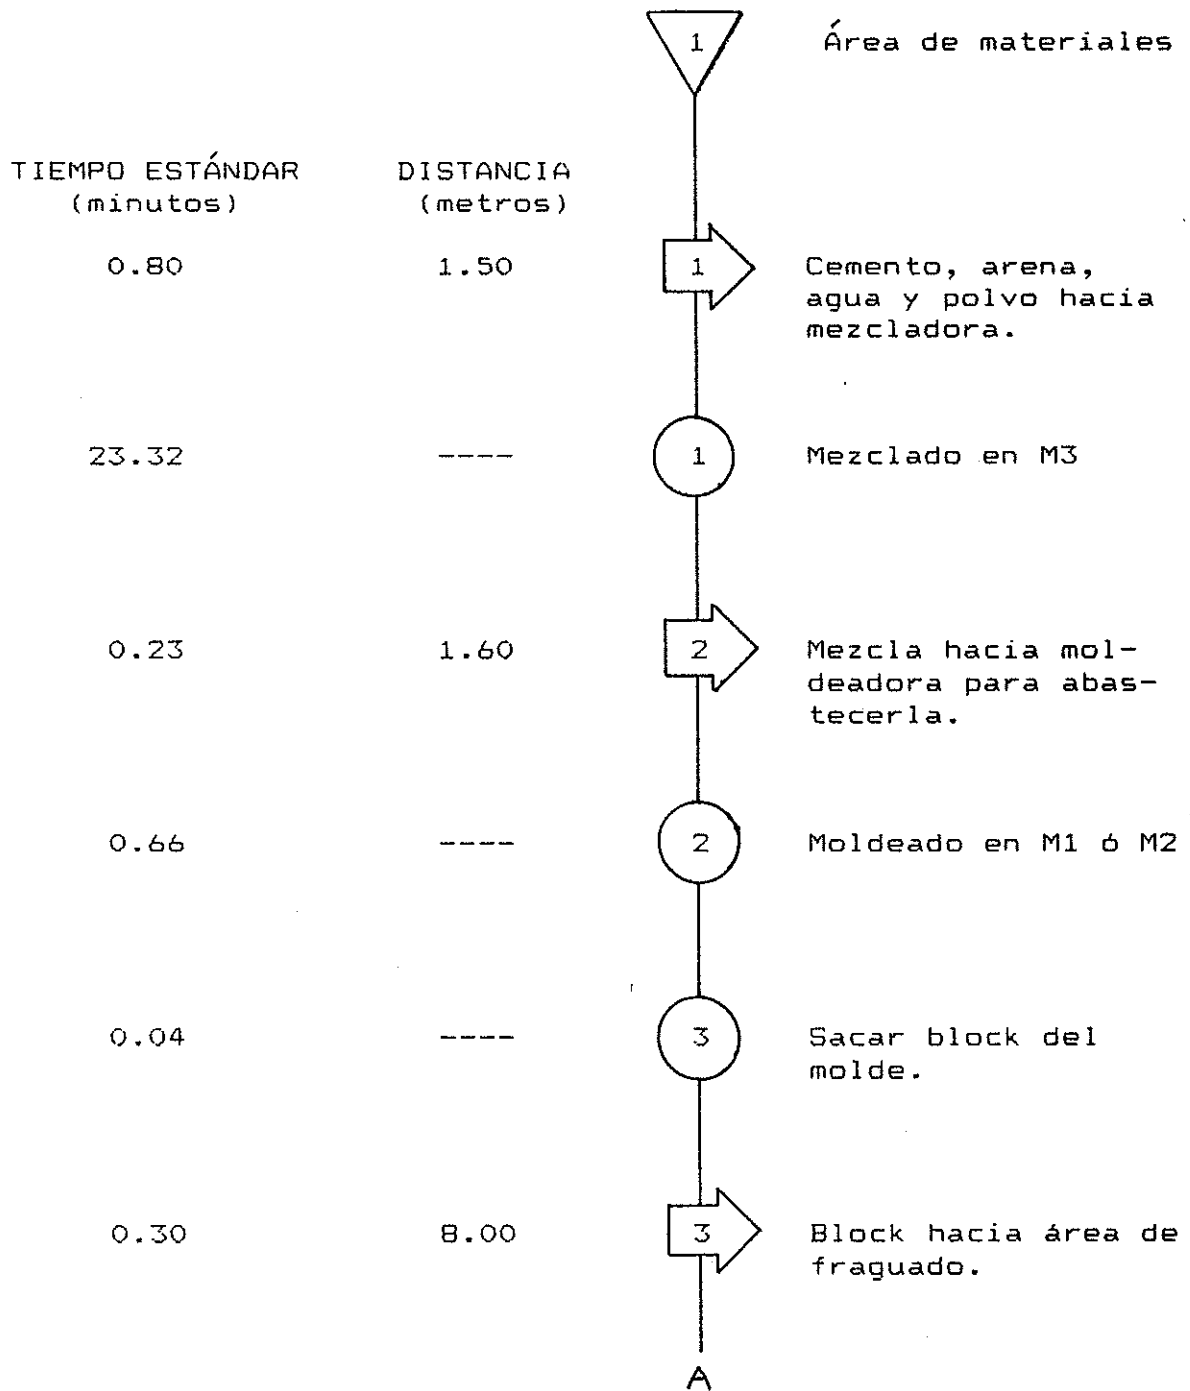 1 Área de materiales
TIEMPO ESTÁNDAR DISTANCIA
(minutos) (metros)
0.80 1.50 1 Cemento, arena,
agua y polvo hacia
mezcladora.
23.32 ---- 1 Mezclado en M3
0.23 1.60 2 Mezcla hacia mol-
deadora para abas-
tecerla.
0.66 ---- 2 Moldeado en M1 ó M2
0.04 ---- 3 Sacar block del
molde.
0.30 8.00 3 Block hacia área de
fraguado.
A